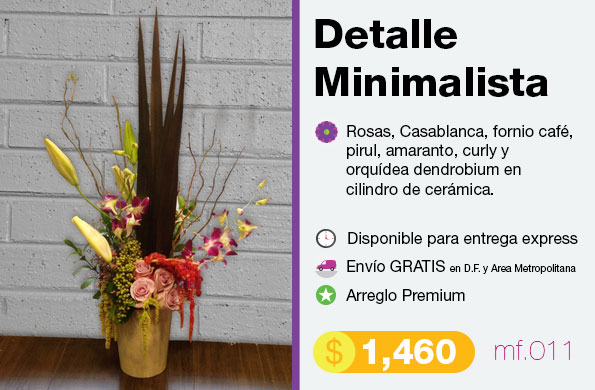 Detalle
Minimalista
Rosas, Casablanca, fornio café,
pirul, amaranto, curly y
orquídea dendrobium en
cilindro de cerámica.
Disponible para entrega express
Envío GRATIS en D.F. y Area Metropolitana
Arreglo Premium
$ 1,460 mf.011